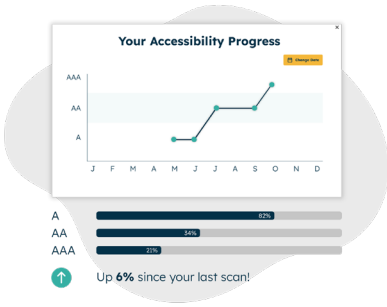 ×
Your Accessibility Progress
Change Date
AAA
AA
A
J F M A M J J A S O N D
A 82%
AA 34%
AAA 21%
Up 6% since your last scan!